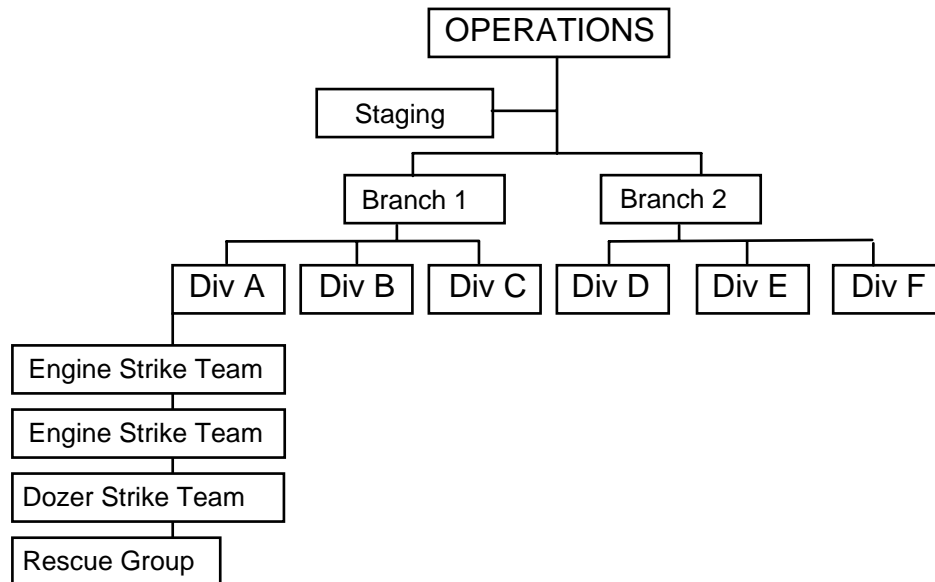 OPERATIONS
Staging
Branch 1
Branch 2
Div A
Div B
Div C
Div D
Div E
Div F
Engine Strike Team
Engine Strike Team
Dozer Strike Team
Rescue Group